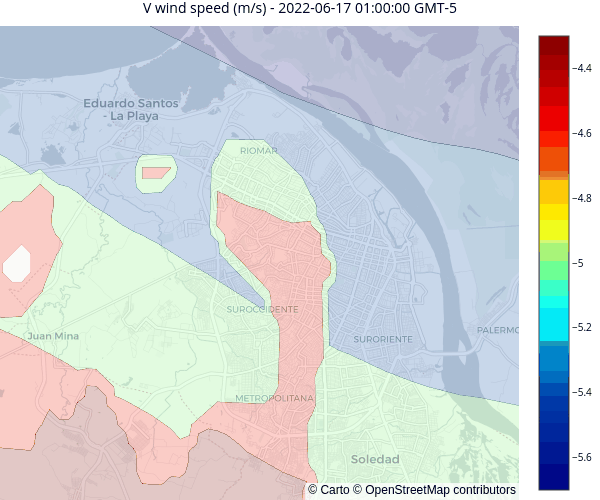 V wind speed (m/s) - 2022-06-17 01:00:00 GMT-5
−4.4
Eduardo Santos
- La Playa
−4.6
RIOMAR
−4.8
−5
SUROCCIDENTE
−5.2
Juan Mina
SURORIENTE
PALERMO
−5.4
METROPOLITANA
−5.6
Soledad
© Carto © OpenStreetMap contributors